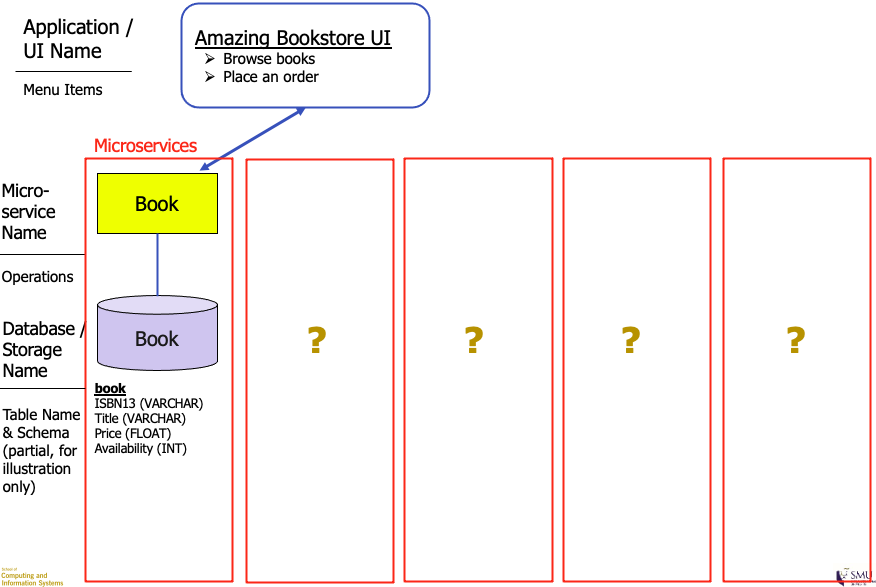 Application /
UI Name
Menu Items
Amazing Bookstore UI
➢ Browse books
➢ Place an order
Microservices
Micro-
service
Name
Operations
Database /
Storage
Name
Table Name
& Schema
(partial, for
illustration
only)
Book
Book
book
ISBN13 (VARCHAR)
Title (VARCHAR)
Price (FLOAT)
Availability (INT)
?
?
?
?
School of
Computing and
Information Systems
SMU